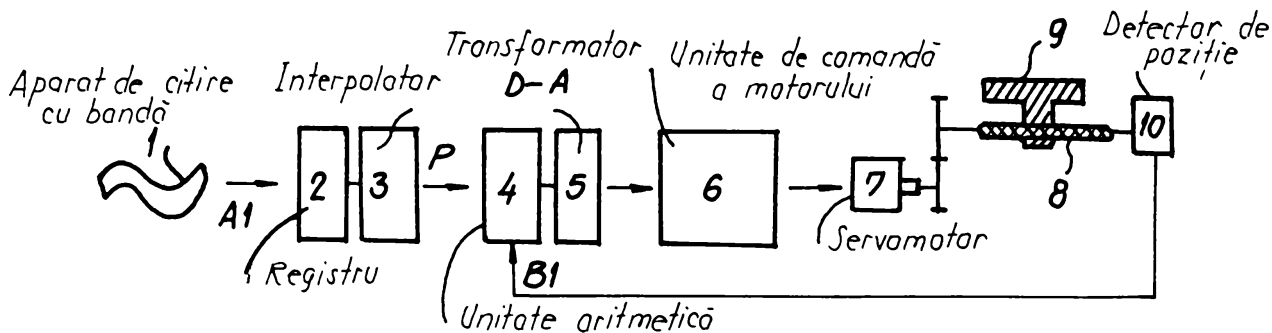 Aparat de citire
cu bandă
1
A1
Interpolator
2
3
Registru
P
Transformator
D-A
4
5
B1
Unitate aritmetică
Unitate de comandă
a motorului
6
7
Servomotor
9
8
Detector de
poziție
10